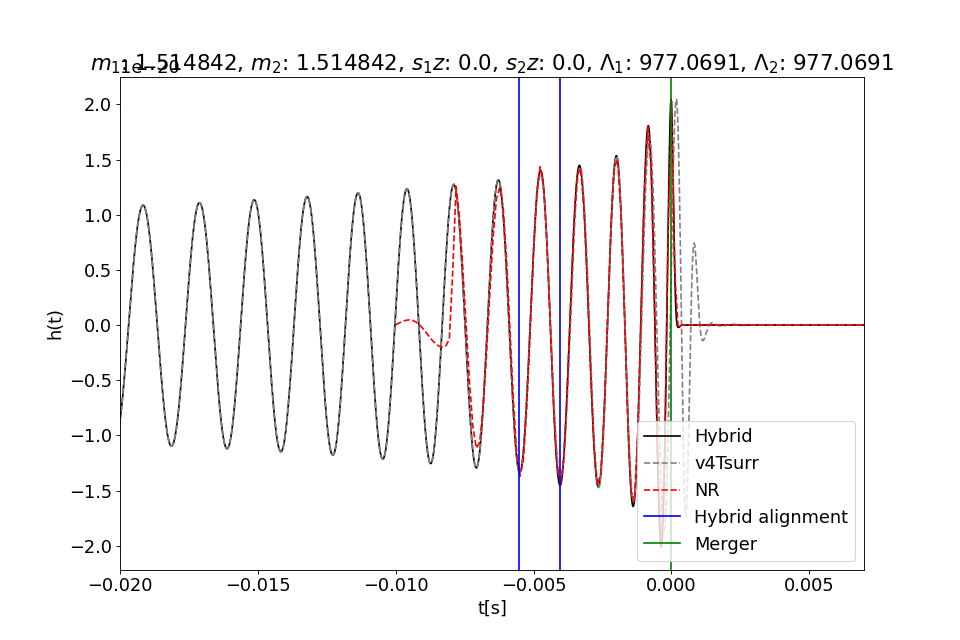 m1: 1.514842, m2: 1.514842, s1z: 0.0, s2z: 0.0, Λ1: 977.0691, Λ2: 977.0691
2.0
1.5
1.0
0.5
0.0
−0.5
−1.0
−1.5
−2.0
h(t)
Hybrid
v4Tsurr
NR
Hybrid alignment
Merger
−0.020 −0.015 −0.010 −0.005 0.000 0.005
t[s]